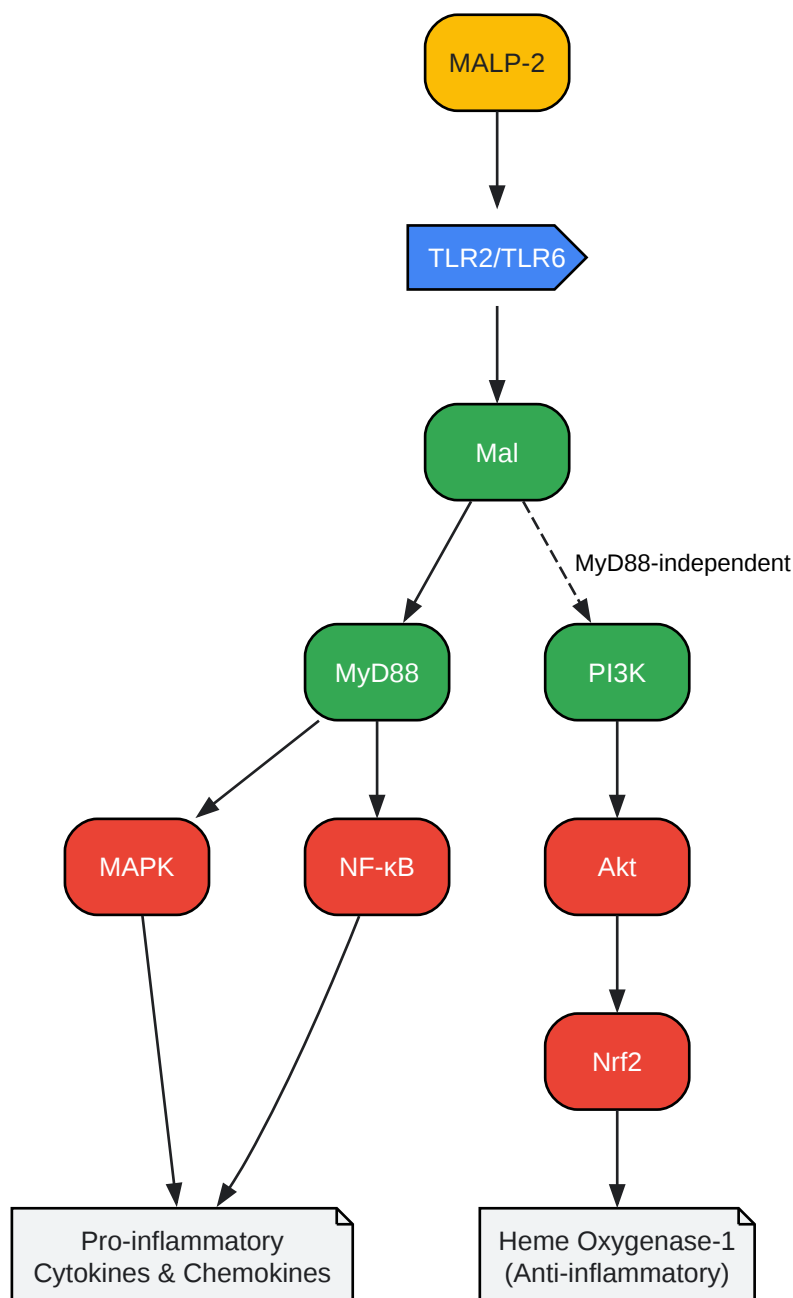 MALP-2
TLR2/TLR6
Mal
MyD88-independent
MyD88
PI3K
MAPK
NF-κB
Akt
Nrf2
Pro-inflammatory
Cytokines & Chemokines
Heme Oxygenase-1
(Anti-inflammatory)